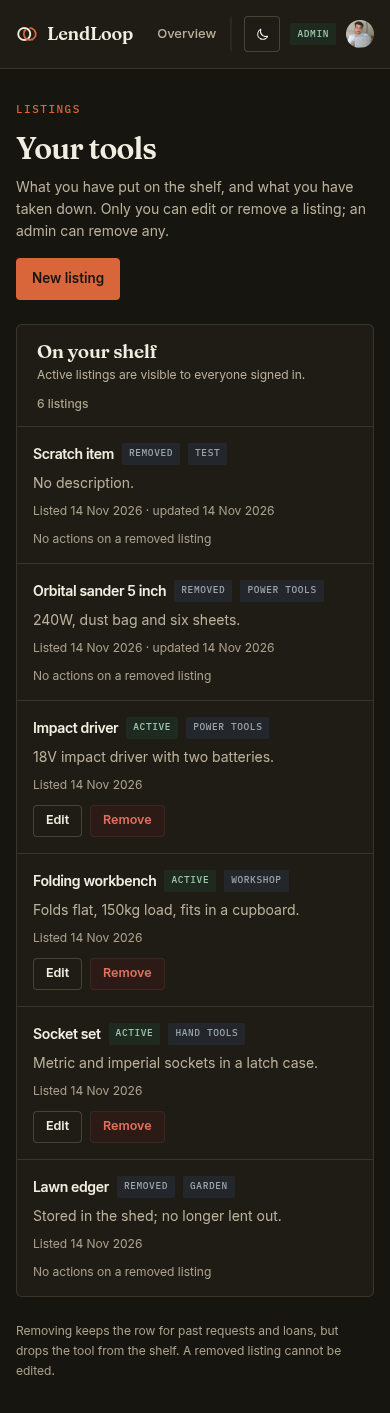 LendLoop Overview ADMIN
LISTINGS
Your tools
What you have put on the shelf, and what you have
taken down. Only you can edit or remove a listing; an
admin can remove any.
New listing
On your shelf
Active listings are visible to everyone signed in.
6 listings
Scratch item REMOVED TEST
No description.
Listed 14 Nov 2026 · updated 14 Nov 2026
No actions on a removed listing
Orbital sander 5 inch REMOVED POWER TOOLS
240W, dust bag and six sheets.
Listed 14 Nov 2026 · updated 14 Nov 2026
No actions on a removed listing
Impact driver ACTIVE POWER TOOLS
18V impact driver with two batteries.
Listed 14 Nov 2026
Edit Remove
Folding workbench ACTIVE WORKSHOP
Folds flat, 150kg load, fits in a cupboard.
Listed 14 Nov 2026
Edit Remove
Socket set ACTIVE HAND TOOLS
Metric and imperial sockets in a latch case.
Listed 14 Nov 2026
Edit Remove
Lawn edger REMOVED GARDEN
Stored in the shed; no longer lent out.
Listed 14 Nov 2026
No actions on a removed listing
Removing keeps the row for past requests and loans, but
drops the tool from the shelf. A removed listing cannot be
edited.